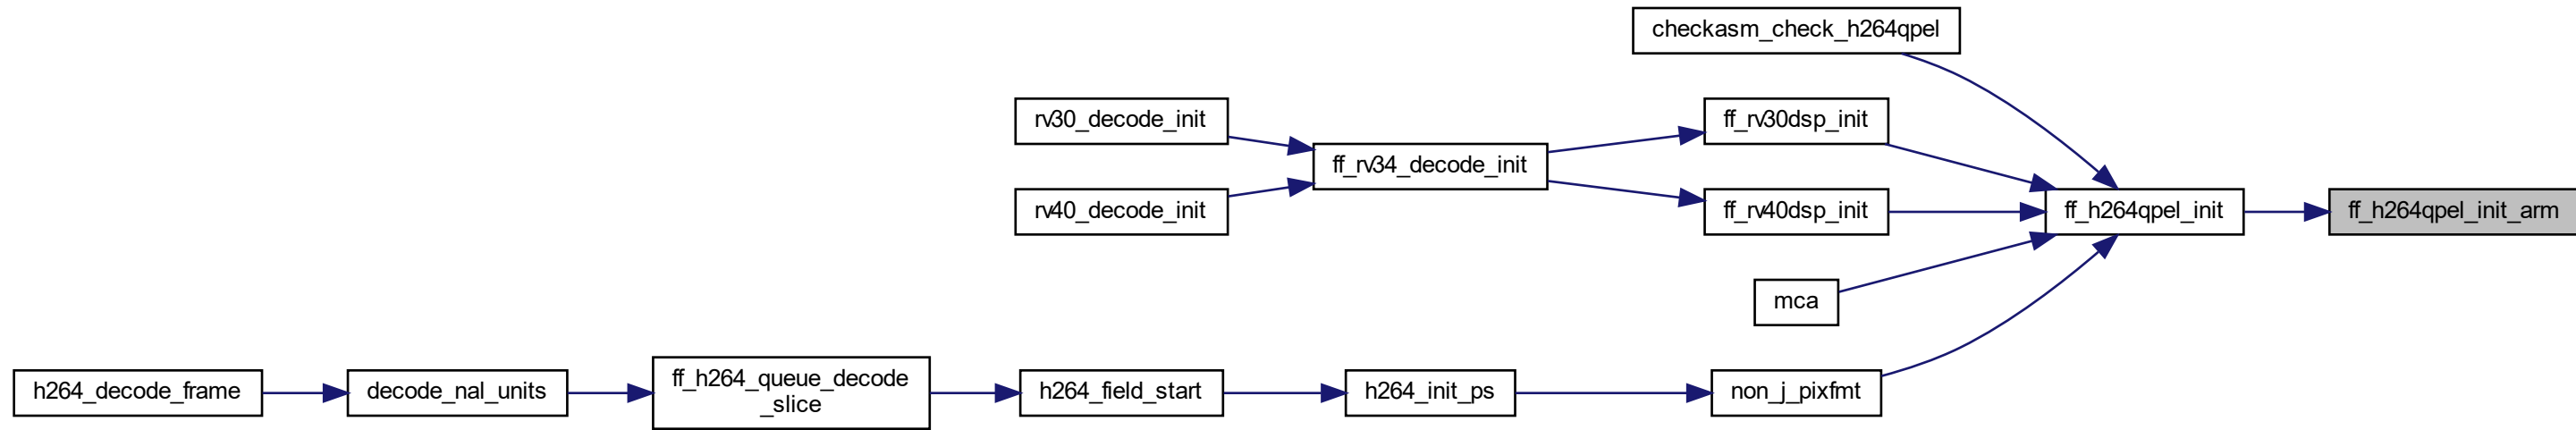 checkasm_check_h264qpel
rv30_decode_init
ff_rv30dsp_init
ff_rv34_decode_init
rv40_decode_init
ff_rv40dsp_init
ff_h264qpel_init
ff_h264qpel_init_arm
mca
h264_decode_frame
decode_nal_units
ff_h264_queue_decode
_slice
h264_field_start
h264_init_ps
non_j_pixfmt